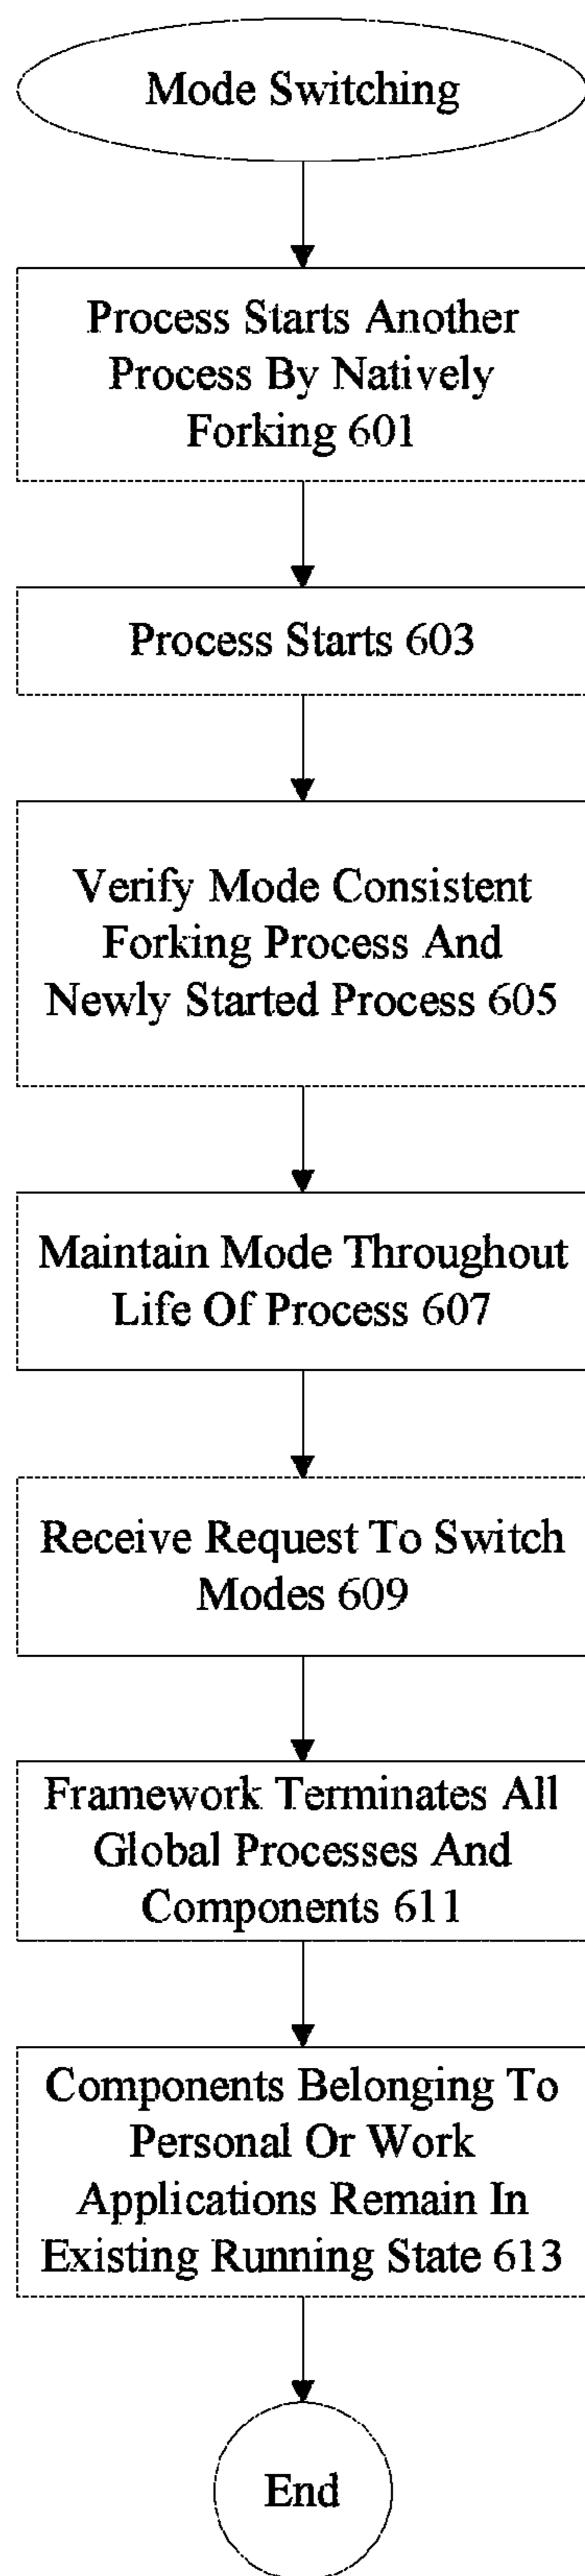 Mode Switching
Process Starts Another
Process By Natively
Forking 601
Process Starts 603
Verify Mode Consistent
Forking Process And
Newly Started Process 605
Maintain Mode Throughout
Life Of Process 607
Receive Request To Switch
Modes 609
Framework Terminates All
Global Processes And
Components 611
Components Belonging To
Personal Or Work
Applications Remain In
Existing Running State 613
End